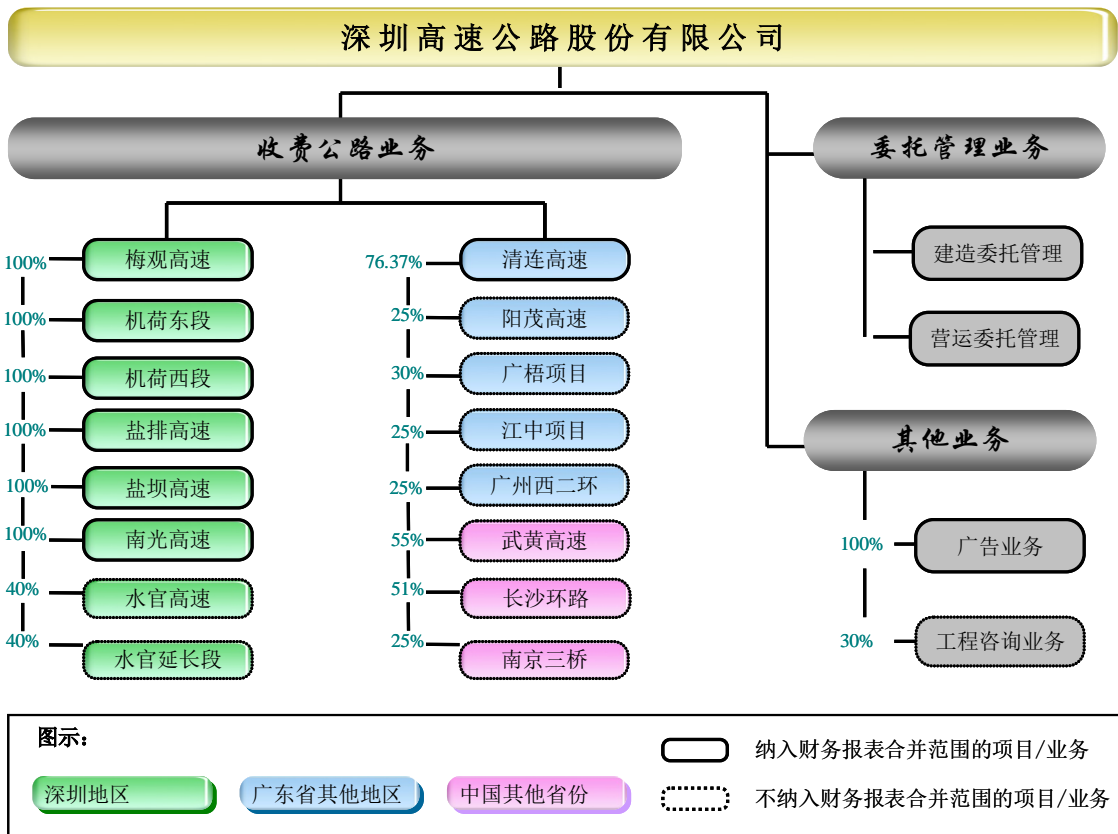 深圳高速公路股份有限公司
收费公路业务
委托管理业务
100% 梅观高速
100% 机荷东段
100% 机荷西段
100% 盐排高速
100% 盐坝高速
100% 南光高速
40% 水官高速
40% 水官延长段
76.37% 清连高速
25% 阳茂高速
30% 广梧项目
25% 江中项目
25% 广州西二环
55% 武黄高速
51% 长沙环路
25% 南京三桥
建造委托管理
营运委托管理
其他业务
100% 广告业务
30% 工程咨询业务
图示：
深圳地区
广东省其他地区
中国其他省份
纳入财务报表合并范围的项目/业务
不纳入财务报表合并范围的项目/业务